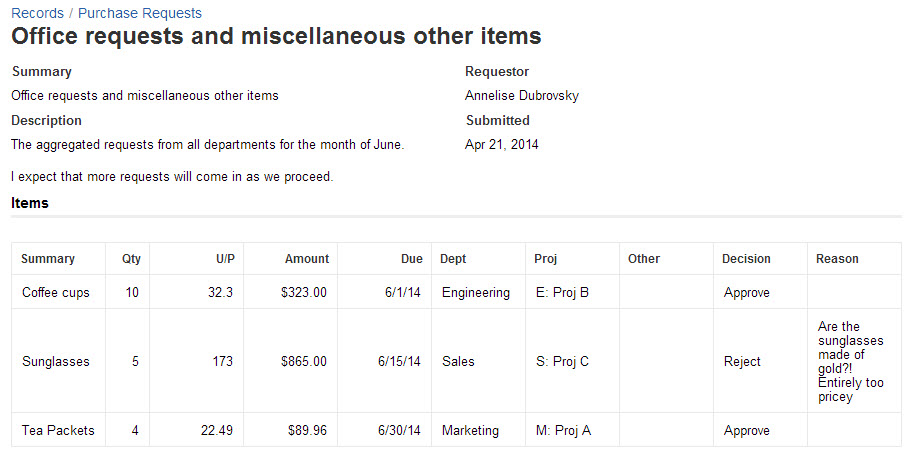 Records / Purchase Requests
Office requests and miscellaneous other items
Summary Requestor
Office requests and miscellaneous other items Annelise Dubrovsky
Description Submitted
The aggregated requests from all departments for the month of June. Apr 21, 2014
I expect that more requests will come in as we proceed.
Items
Summary Qty U/P Amount Due Dept Proj Other Decision Reason
Coffee cups 10 32.3 $323.00 6/1/14 Engineering E: Proj B Approve
Sunglasses 5 173 $865.00 6/15/14 Sales S: Proj C Reject
Are the
sunglasses
made of
gold?!
Entirely too
pricey
Tea Packets 4 22.49 $89.96 6/30/14 Marketing M: Proj A Approve